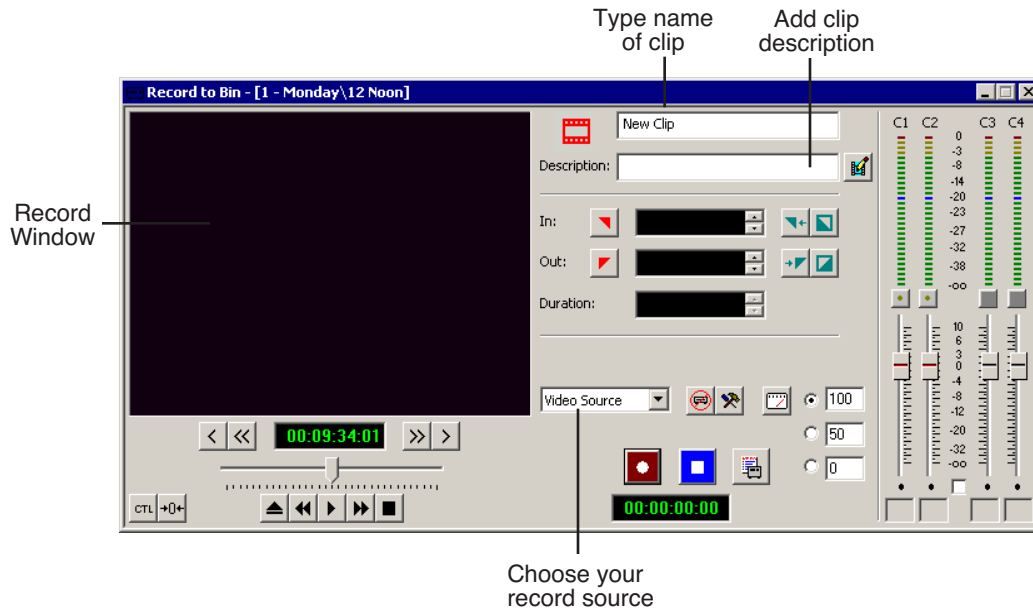 Type name
of clip
Add clip
description
Record to Bin - [1 - Monday\12 Noon]
Record
Window
New Clip
Description:
In:
Out:
Duration:
Video Source
100
50
0
00:09:34:01
00:00:00:00
CTL
→0←
C1 C2 C3 C4
0
-3
-8
-14
-20
-23
-27
-32
-38
-oo
10
6
3
0
-4
-8
-12
-20
-32
-oo
Choose your
record source